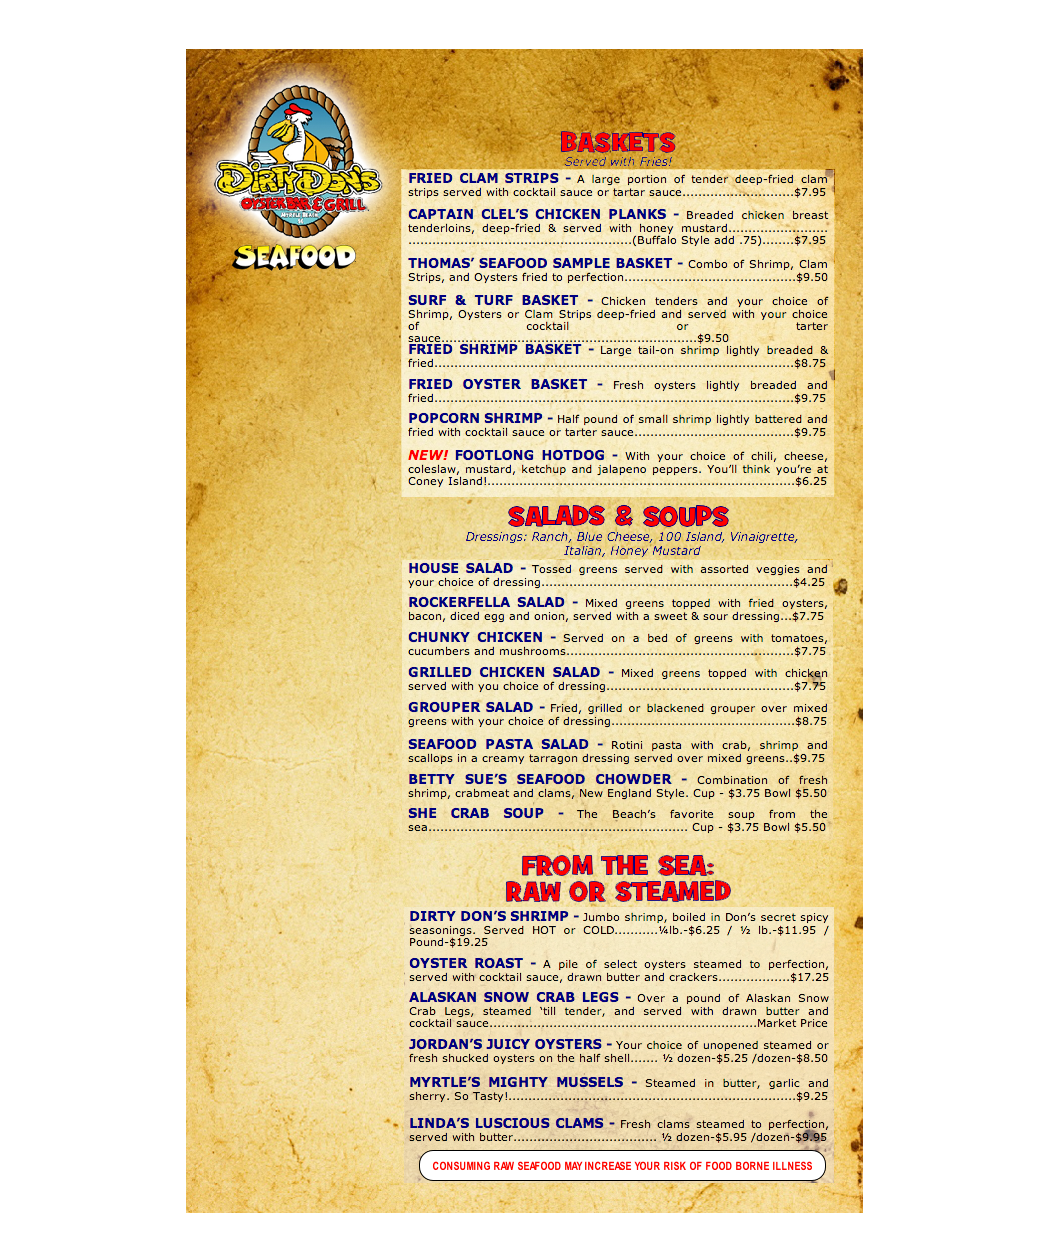 DIRTY DON'S
OYSTER BAR & GRILL
MYRTLE BEACH
SC
SEAFOOD
BASKETS
Served with Fries!
FRIED CLAM STRIPS - A large portion of tender deep-fried clam
strips served with cocktail sauce or tartar sauce............................$7.95
CAPTAIN CLEL'S CHICKEN PLANKS - Breaded chicken breast
tenderloins, deep-fried & served with honey mustard.........................
........................................................(Buffalo Style add .75)........$7.95
THOMAS' SEAFOOD SAMPLE BASKET - Combo of Shrimp, Clam
Strips, and Oysters fried to perfection...........................................$9.50
SURF & TURF BASKET - Chicken tenders and your choice of
Shrimp, Oysters or Clam Strips deep-fried and served with your choice
of cocktail or tarter
sauce................................................................$9.50
FRIED SHRIMP BASKET - Large tail-on shrimp lightly breaded &
fried..........................................................................................$8.75
FRIED OYSTER BASKET - Fresh oysters lightly breaded and
fried..........................................................................................$9.75
POPCORN SHRIMP - Half pound of small shrimp lightly battered and
fried with cocktail sauce or tarter sauce........................................$9.75
NEW! FOOTLONG HOTDOG - With your choice of chili, cheese,
coleslaw, mustard, ketchup and jalapeno peppers. You'll think you're at
Coney Island!.............................................................................$6.25
SALADS & SOUPS
Dressings: Ranch, Blue Cheese, 100 Island, Vinaigrette,
Italian, Honey Mustard
HOUSE SALAD - Tossed greens served with assorted veggies and
your choice of dressing...............................................................$4.25
ROCKERFELLA SALAD - Mixed greens topped with fried oysters,
bacon, diced egg and onion, served with a sweet & sour dressing...$7.75
CHUNKY CHICKEN - Served on a bed of greens with tomatoes,
cucumbers and mushrooms.........................................................$7.75
GRILLED CHICKEN SALAD - Mixed greens topped with chicken
served with you choice of dressing...............................................$7.75
GROUPER SALAD - Fried, grilled or blackened grouper over mixed
greens with your choice of dressing..............................................$8.75
SEAFOOD PASTA SALAD - Rotini pasta with crab, shrimp and
scallops in a creamy tarragon dressing served over mixed greens..$9.75
BETTY SUE'S SEAFOOD CHOWDER - Combination of fresh
shrimp, crabmeat and clams, New England Style. Cup - $3.75 Bowl $5.50
SHE CRAB SOUP - The Beach's favorite soup from the
sea................................................................. Cup - $3.75 Bowl $5.50
FROM THE SEA:
RAW OR STEAMED
DIRTY DON'S SHRIMP - Jumbo shrimp, boiled in Don's secret spicy
seasonings. Served HOT or COLD...........¼lb.-$6.25 / ½ lb.-$11.95 /
Pound-$19.25
OYSTER ROAST - A pile of select oysters steamed to perfection,
served with cocktail sauce, drawn butter and crackers..................$17.25
ALASKAN SNOW CRAB LEGS - Over a pound of Alaskan Snow
Crab Legs, steamed 'till tender, and served with drawn butter and
cocktail sauce...................................................................Market Price
JORDAN'S JUICY OYSTERS - Your choice of unopened steamed or
fresh shucked oysters on the half shell....... ½ dozen-$5.25 /dozen-$8.50
MYRTLE'S MIGHTY MUSSELS - Steamed in butter, garlic and
sherry. So Tasty!........................................................................$9.25
LINDA'S LUSCIOUS CLAMS - Fresh clams steamed to perfection,
served with butter.................................... ½ dozen-$5.95 /dozen-$9.95
CONSUMING RAW SEAFOOD MAY INCREASE YOUR RISK OF FOOD BORNE ILLNESS